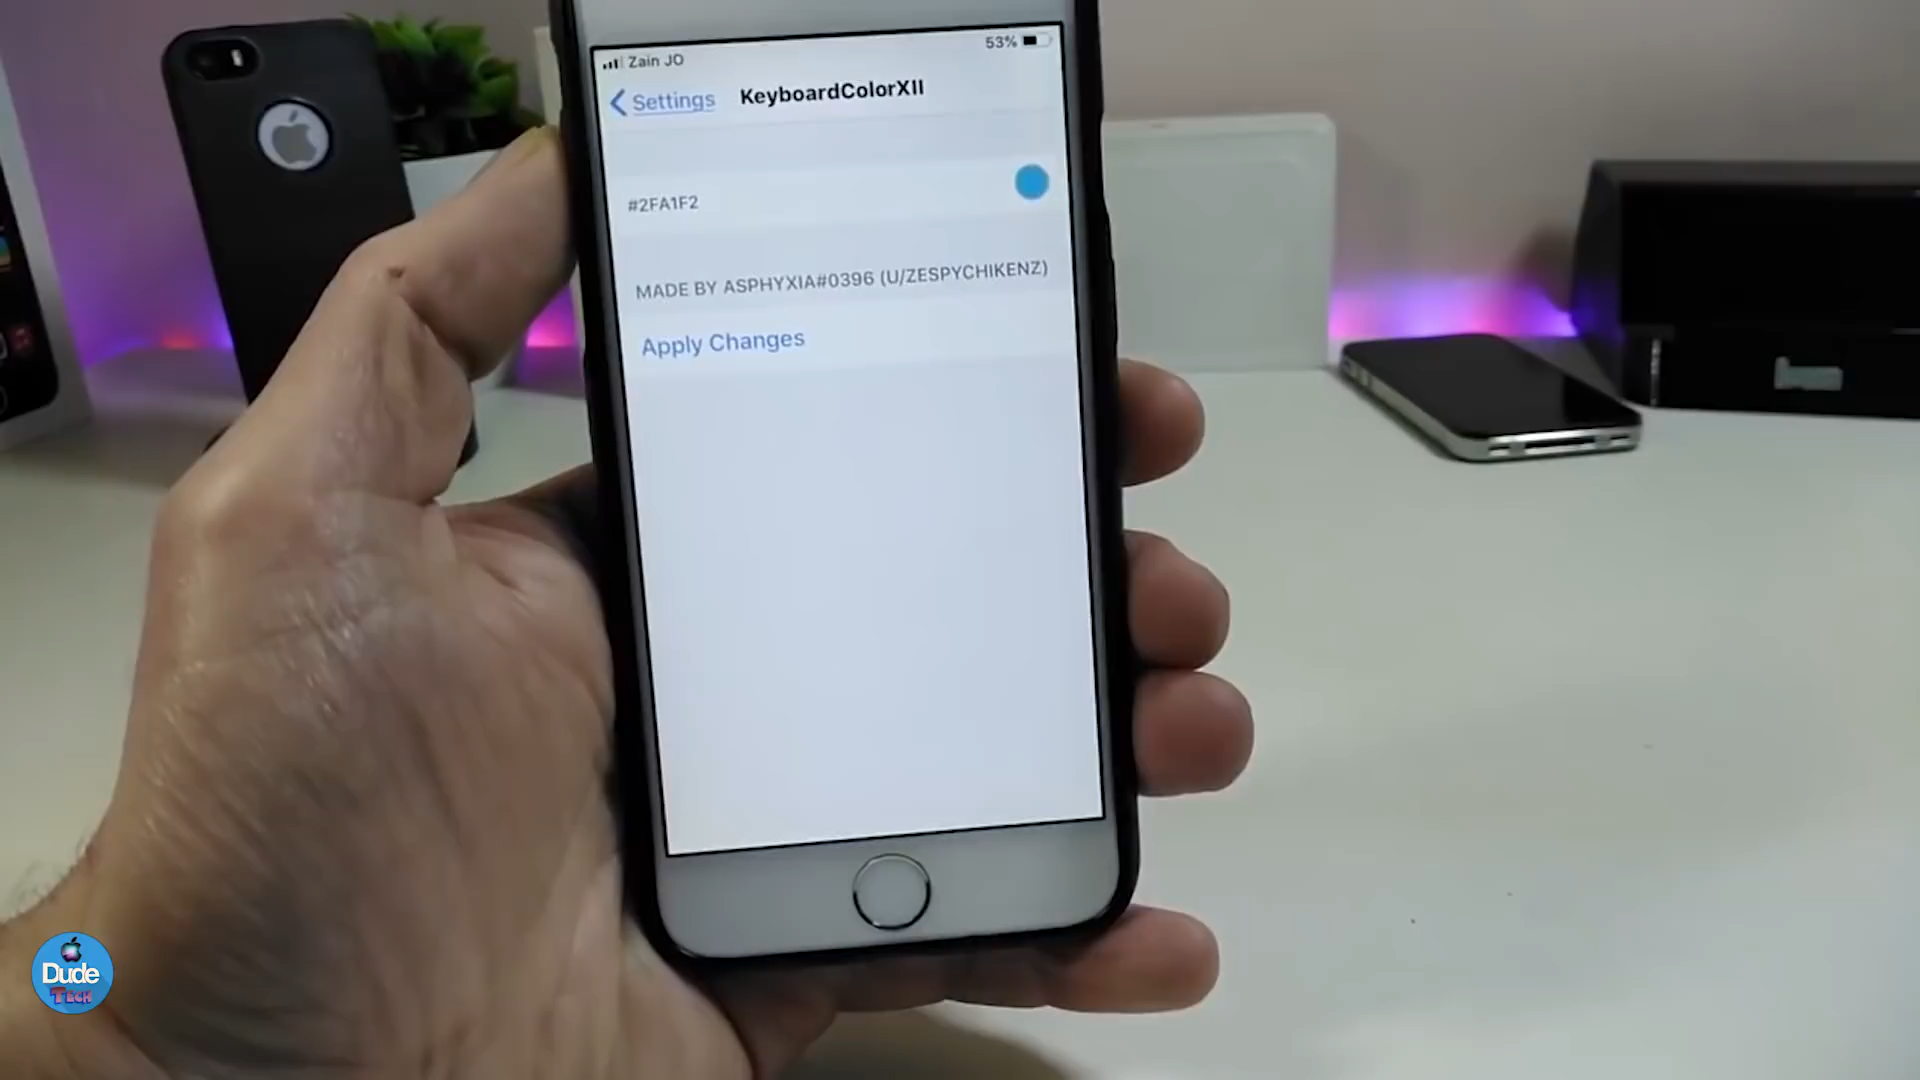 Zain JO
53%
Settings
KeyboardColorXII
#2FA1F2
MADE BY ASPHYXIA#0396 (U/ZESPYCHIKENZ)
Apply Changes
Dude
TECH